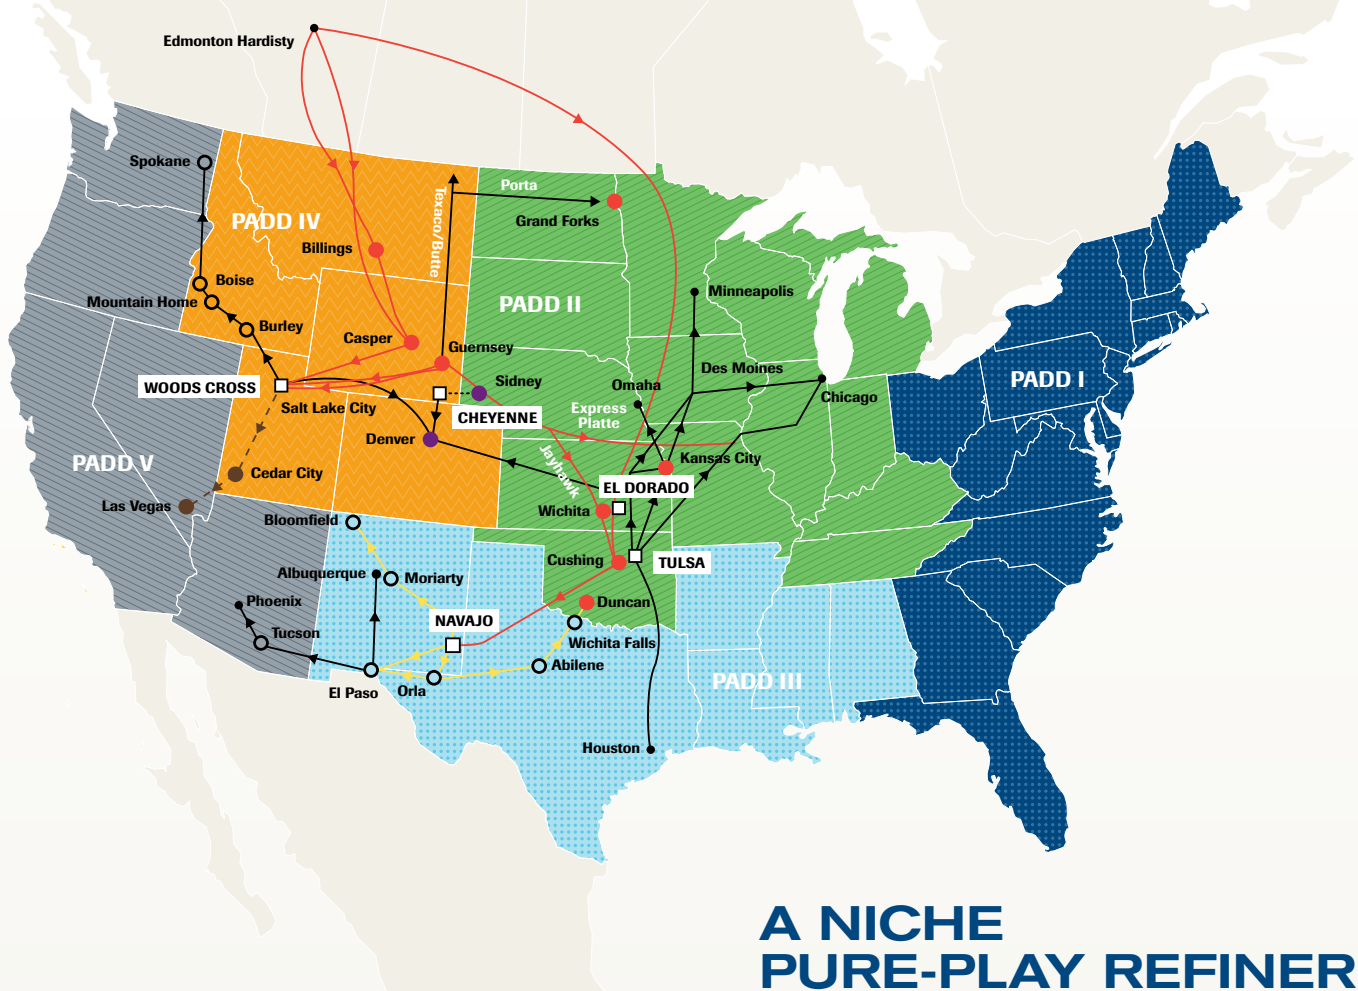 Edmonton Hardisty
Spokane
PADD IV
Texaco/Butte
Porta
Grand Forks
Billings
Boise
Mountain Home
Burley
PADD II
Minneapolis
Casper
Guernsey
Des Moines
PADD I
WOODS CROSS
Sidney
Omaha
Chicago
Salt Lake City
CHEYENNE
Express
Platte
Denver
Jayhawk
Kansas City
PADD V
Cedar City
EL DORADO
Las Vegas
Wichita
Bloomfield
Cushing
TULSA
Albuquerque
Moriarty
Phoenix
Duncan
NAVAJO
Tucson
Wichita Falls
Abilene
El Paso
Orla
PADD III
Houston
A NICHE
PURE-PLAY REFINER